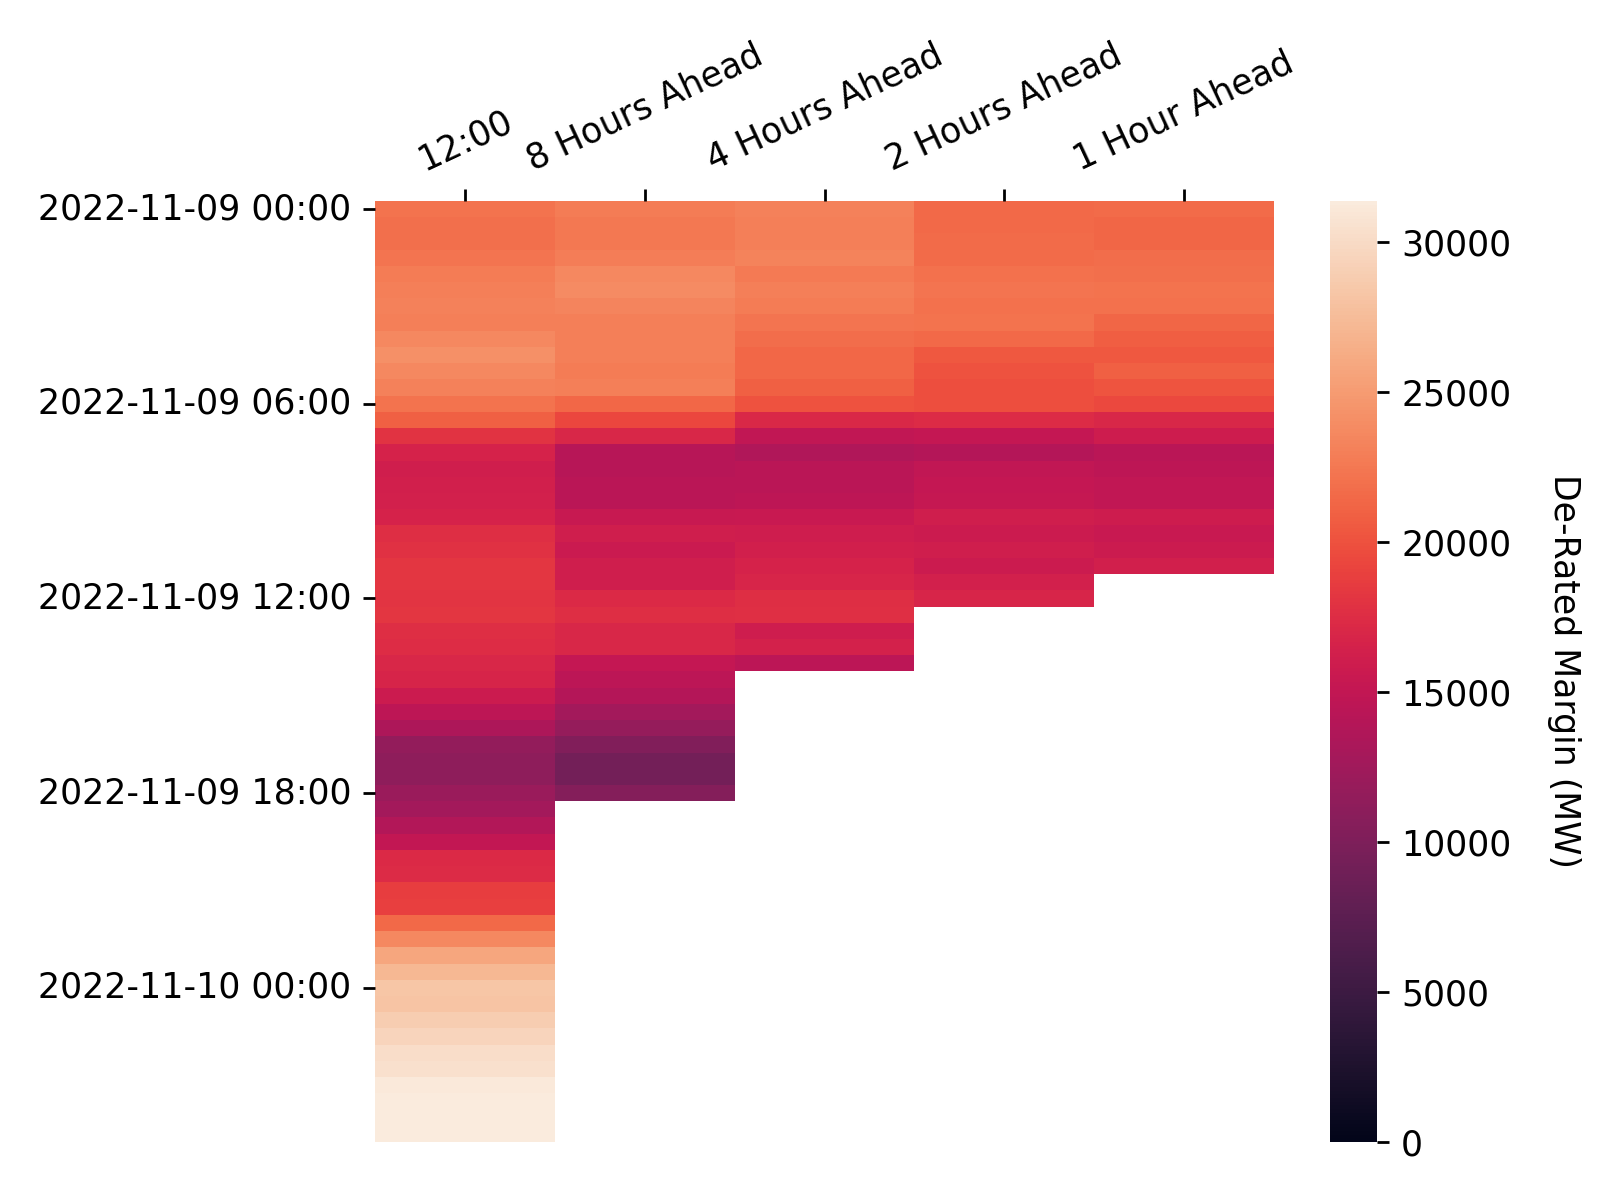 12:00
8 Hours Ahead
4 Hours Ahead
2 Hours Ahead
1 Hour Ahead
2022-11-09 00:00
2022-11-09 06:00
2022-11-09 12:00
2022-11-09 18:00
2022-11-10 00:00
30000
25000
20000
15000
10000
5000
0
De-Rated Margin (MW)